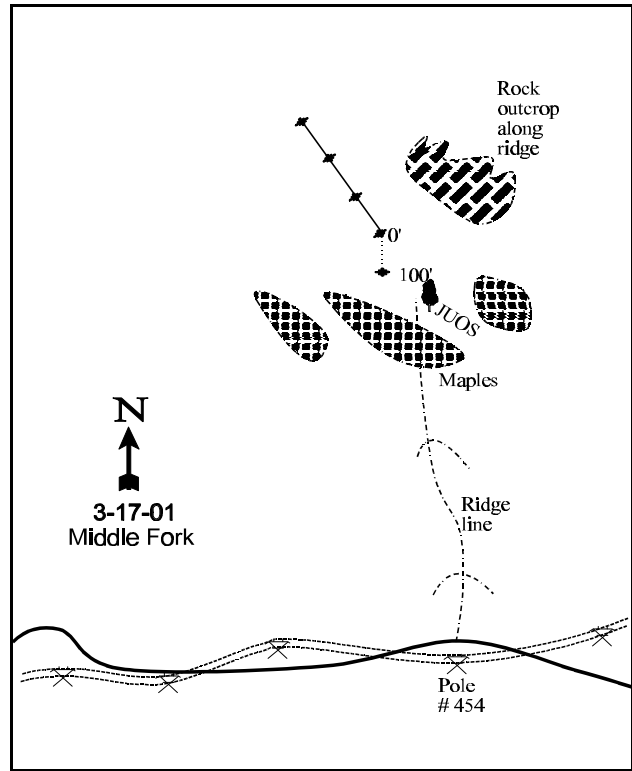 Rock
outcrop
along
ridge
0'
100'
JUOS
Maples
N
3-17-01
Middle Fork
Ridge
line
Pole
# 454